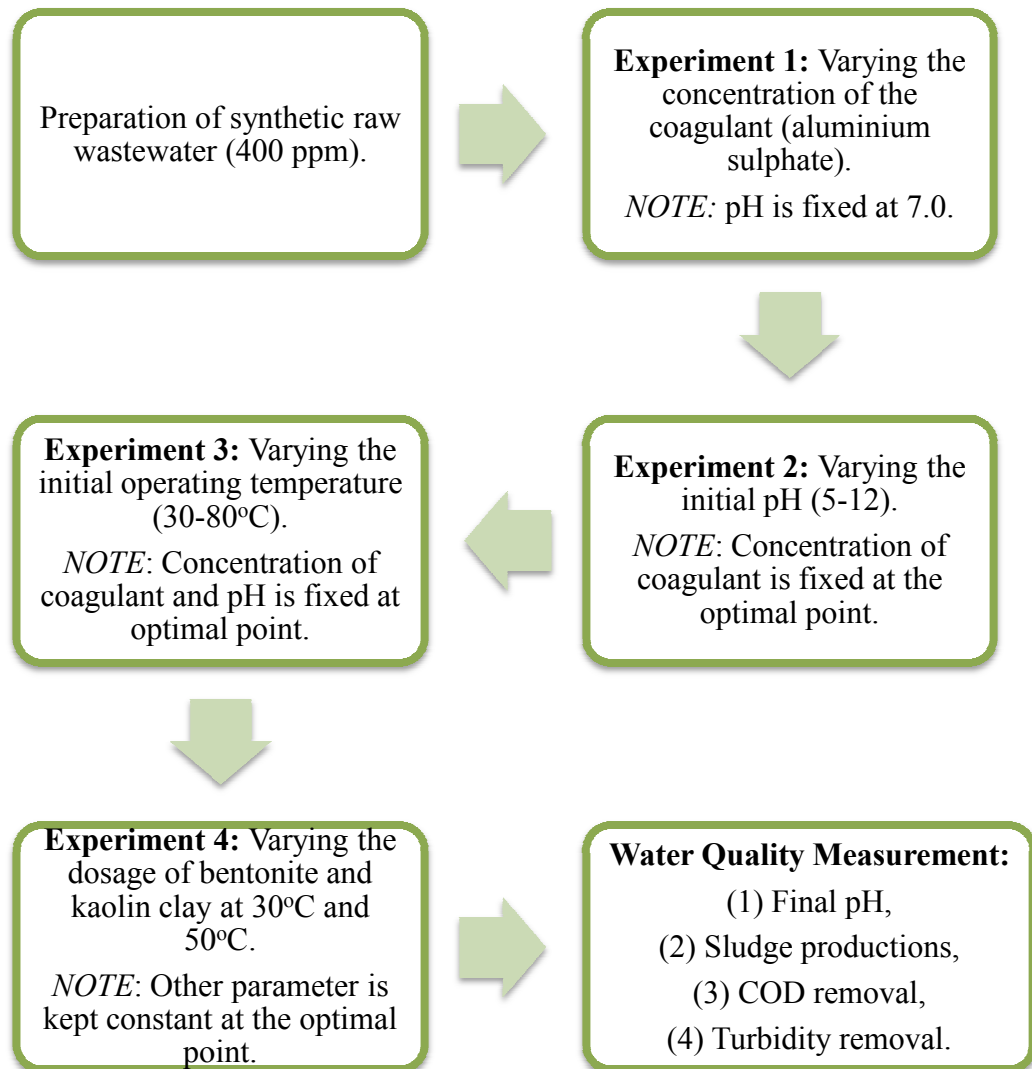 Preparation of synthetic raw
wastewater (400 ppm).
Experiment 1: Varying the
concentration of the
coagulant (aluminium
sulphate).
NOTE: pH is fixed at 7.0.
Experiment 2: Varying the
initial pH (5-12).
NOTE: Concentration of
coagulant is fixed at the
optimal point.
Experiment 3: Varying the
initial operating temperature
(30-80°C).
NOTE: Concentration of
coagulant and pH is fixed at
optimal point.
Experiment 4: Varying the
dosage of bentonite and
kaolin clay at 30°C and
50°C.
NOTE: Other parameter is
kept constant at the optimal
point.
Water Quality Measurement:
(1) Final pH,
(2) Sludge productions,
(3) COD removal,
(4) Turbidity removal.